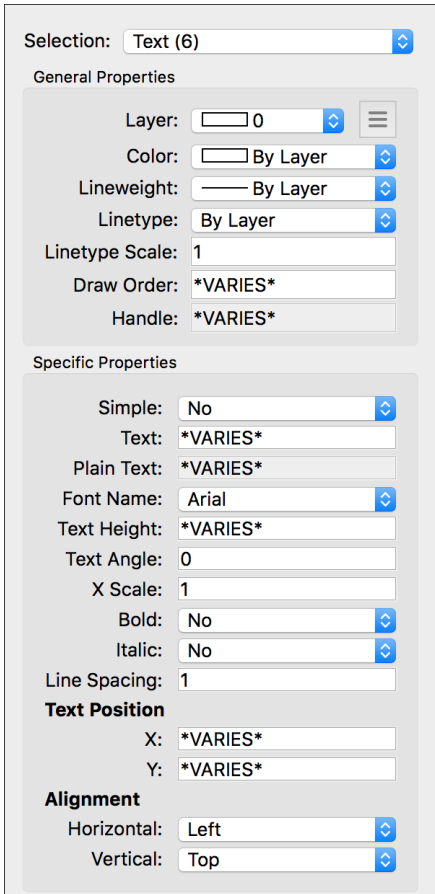 Selection: Text (6)
General Properties
Layer: 0
Color: By Layer
Lineweight: By Layer
Linetype: By Layer
Linetype Scale: 1
Draw Order: *VARIES*
Handle: *VARIES*
Specific Properties
Simple: No
Text: *VARIES*
Plain Text: *VARIES*
Font Name: Arial
Text Height: *VARIES*
Text Angle: 0
X Scale: 1
Bold: No
Italic: No
Line Spacing: 1
Text Position
X: *VARIES*
Y: *VARIES*
Alignment
Horizontal: Left
Vertical: Top